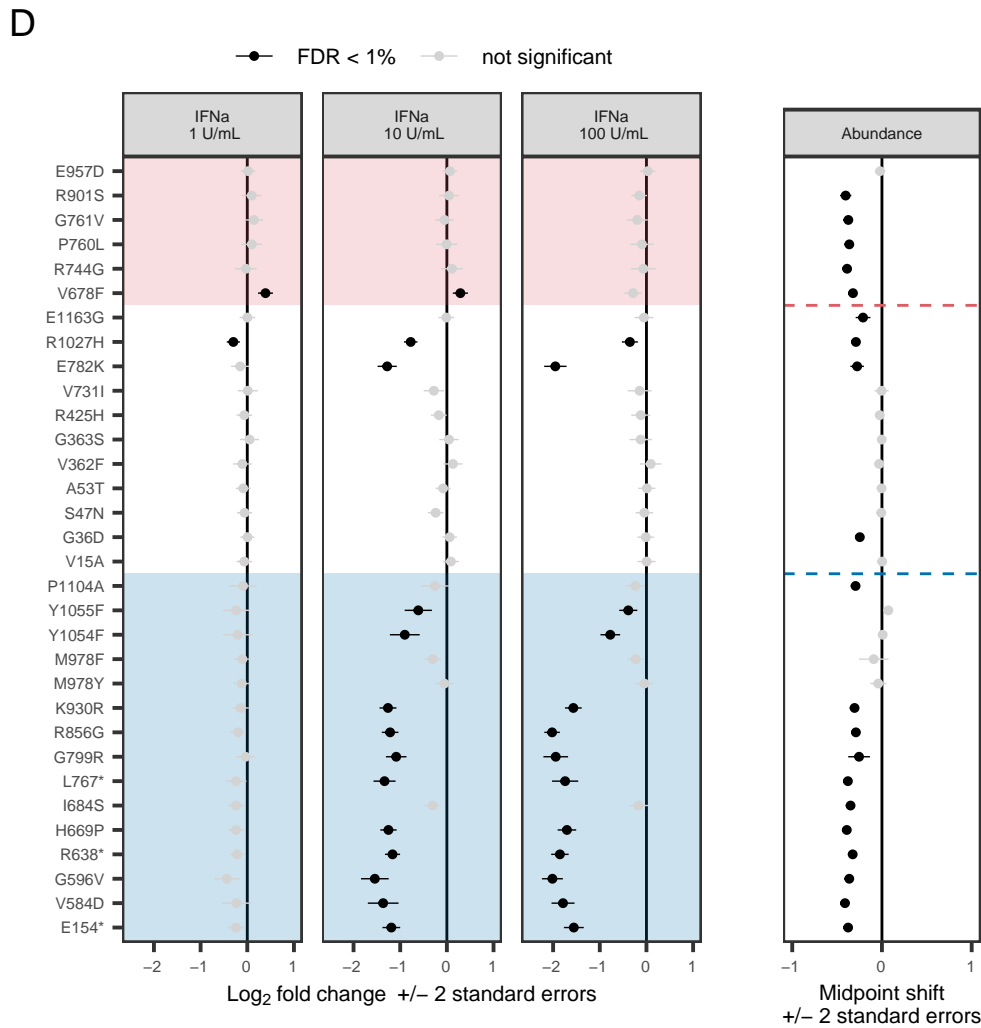 D
FDR < 1%
not significant
IFNa
1 U/mL
IFNa
10 U/mL
IFNa
100 U/mL
Abundance
E957D
R901S
G761V
P760L
R744G
V678F
E1163G
R1027H
E782K
V731I
R425H
G363S
V362F
A53T
S47N
G36D
V15A
P1104A
Y1055F
Y1054F
M978F
M978Y
K930R
R856G
G799R
L767*
I684S
H669P
R638*
G596V
V584D
E154*
−2 −1 0 1
−2 −1 0 1
−2 −1 0 1
−1 0 1
Log2 fold change +/− 2 standard errors
Midpoint shift
+/− 2 standard errors